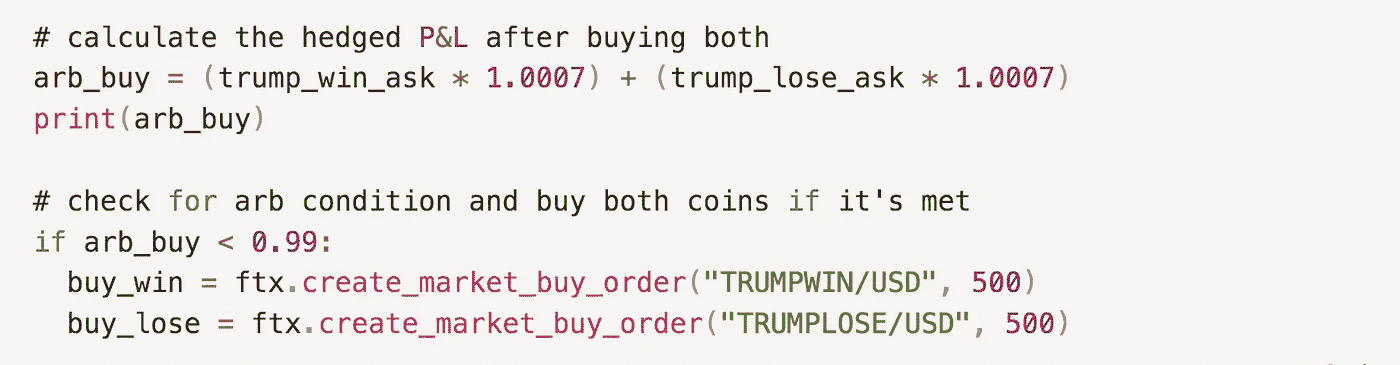 # calculate the hedged P&L after buying both
arb_buy = (trump_win_ask * 1.0007) + (trump_lose_ask * 1.0007)
print(arb_buy)

# check for arb condition and buy both coins if it's met
if arb_buy < 0.99:
  buy_win = ftx.create_market_buy_order("TRUMPWIN/USD", 500)
  buy_lose = ftx.create_market_buy_order("TRUMPLOSE/USD", 500)